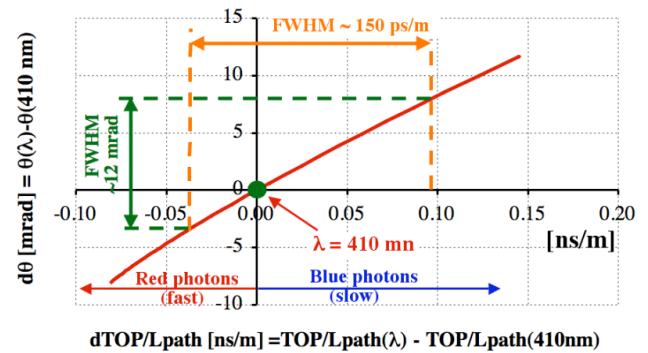 15
FWHM ~ 150 ps/m
10
5
0
-0.10 -0.05 0.00 0.05 0.10 0.15 0.20
-5
-10
dθ [mrad] = θ(λ)-θ(410 nm)
FWHM
~12 mrad
λ = 410 mn
[ns/m]
Red photons
(fast)
Blue photons
(slow)
dTOP/Lpath [ns/m] =TOP/Lpath(λ) - TOP/Lpath(410nm)